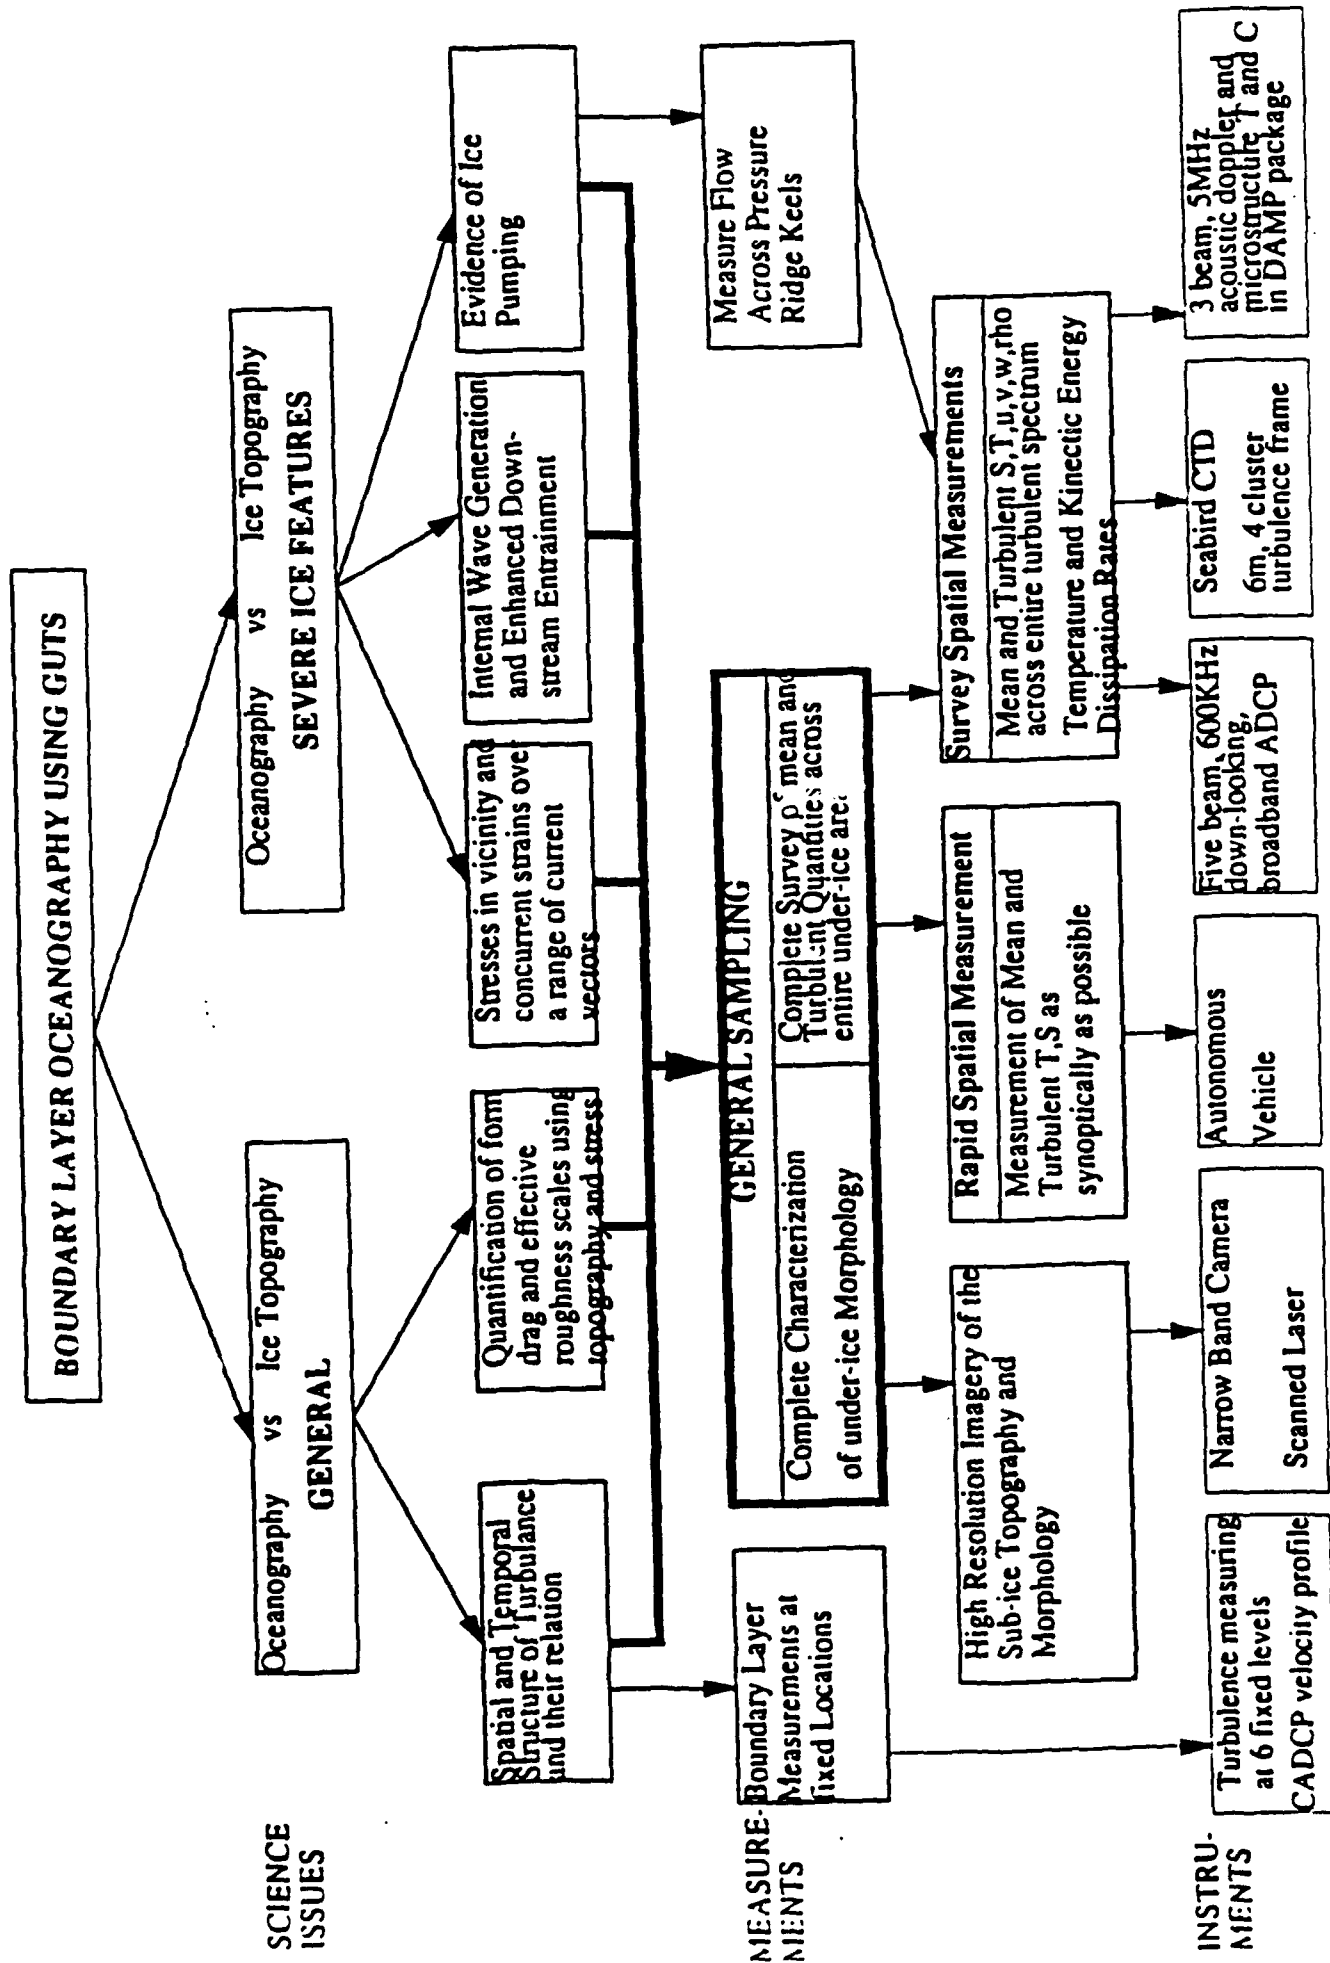 BOUNDARY LAYER OCEANOGRAPHY USING GUTS
SCIENCE
ISSUES
Oceanography vs Ice Topography
GENERAL
Oceanography vs Ice Topography
SEVERE ICE FEATURES
Spatial and Temporal
Structure of Turbulance
and their relation
Quantification of form
drag and effective
roughness scales using
topography and stress
Stresses in vicinity and
concurrent strains over
a range of current
vectors
Internal Wave Generation
and Enhanced Down-
stream Entrainment
Evidence of Ice
Pumping
MEASURE-
MENTS
Boundary Layer
Measurements at
fixed Locations
GENERAL SAMPLING
Complete Characterization
of under-ice Morphology
Complete Survey of mean and
Turbulent Quantities across
entire under-ice area
Measure Flow
Across Pressure
Ridge Keels
High Resolution Imagery of the
Sub-ice Topography and
Morphology
Rapid Spatial Measurement
Measurement of Mean and
Turbulent T,S as
synoptically as possible
Survey Spatial Measurements
Mean and Turbulent S,T,u,v,w,rho
across entire turbulent spectrum
Temperature and Kinectic Energy
Dissipation Rates
INSTRU-
MENTS
Turbulence measuring
at 6 fixed levels
CADCP velocity profile
Narrow Band Camera
Scanned Laser
Autonomous
Vehicle
Five beam, 600KHz
down-looking,
broadband ADCP
Seabird CTD
6m, 4 cluster
turbulence frame
3 beam, 5MHz
acoustic doppler and
microstructure T and C
in DAMP package